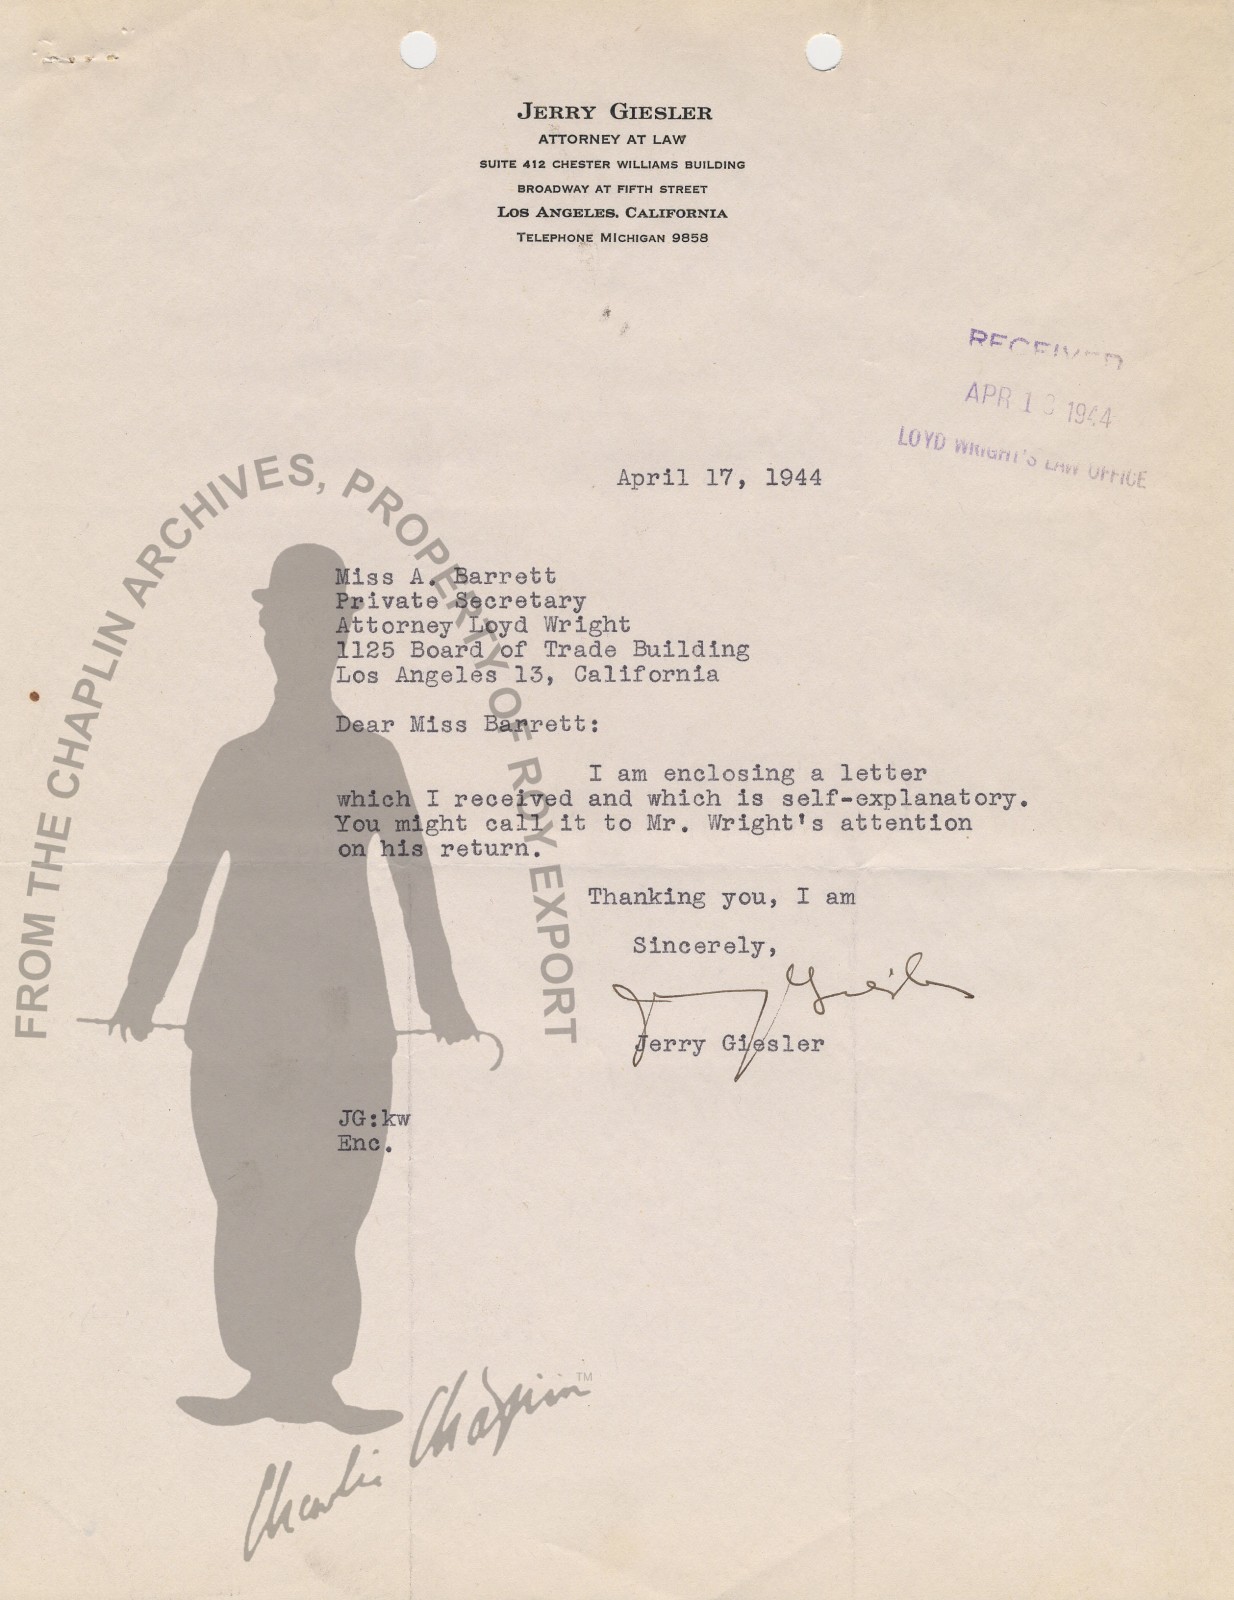 JERRY GIESLER
ATTORNEY AT LAW
SUITE 412 CHESTER WILLIAMS BUILDING
BROADWAY AT FIFTH STREET
LOS ANGELES, CALIFORNIA
TELEPHONE MICHIGAN 9858
RECEIVED
APR 1 1944
LOYD WRIGHT'S LAW OFFICE
April 17, 1944
Miss A. Barrett
Private Secretary
Attorney Loyd Wright
1125 Board of Trade Building
Los Angeles 13, California
Dear Miss Barrett:
I am enclosing a letter
which I received and which is self-explanatory.
You might call it to Mr. Wright's attention
on his return.
Thanking you, I am
Sincerely,
Jerry Giesler
Jerry Giesler
JG:kw
Enc.
FROM THE CHAPLIN ARCHIVES, PROPERTY OF ROY EXPORT
Charlie Chaplin TM